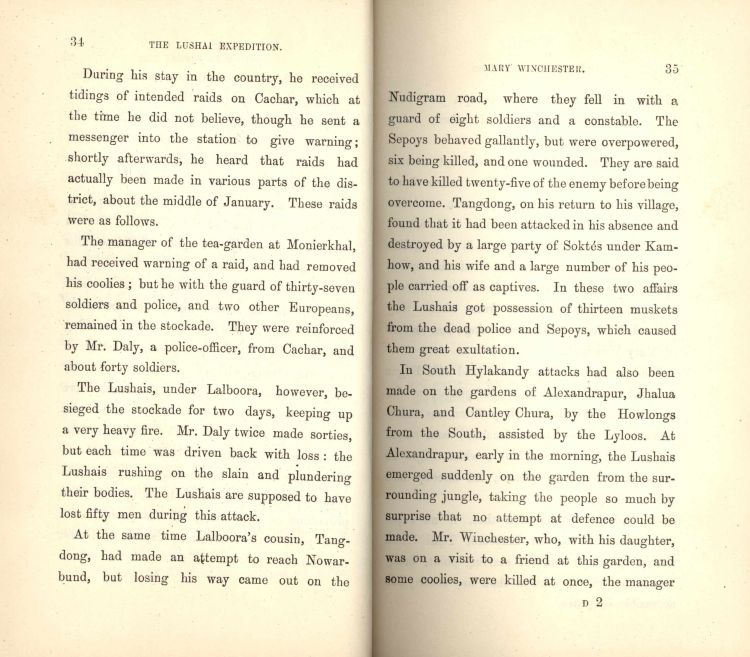 34
THE LUSHAI EXPEDITION.
During his stay in the country, he received
tidings of intended raids on Cachar, which at
the time he did not believe, though he sent a
messenger into the station to give warning;
shortly afterwards, he heard that raids had
actually been made in various parts of the dis-
trict, about the middle of January. These raids
were as follows.
The manager of the tea-garden at Monierkhal,
had received warning of a raid, and had removed
his coolies; but he with the guard of thirty-seven
soldiers and police, and two other Europeans,
remained in the stockade. They were reinforced
by Mr. Daly, a police-officer, from Cachar, and
about forty soldiers.
The Lushais, under Lalboora, however, be-
sieged the stockade for two days, keeping up
a very heavy fire. Mr. Daly twice made sorties,
but each time was driven back with loss: the
Lushais rushing on the slain and plundering
their bodies. The Lushais are supposed to have
lost fifty men during this attack.
At the same time Lalboora's cousin, Tang-
dong, had made an attempt to reach Nowar-
bund, but losing his way came out on the
MARY WINCHESTER.
35
Nudigram road, where they fell in with a
guard of eight soldiers and a constable. The
Sepoys behaved gallantly, but were overpowered,
six being killed, and one wounded. They are said
to have killed twenty-five of the enemy before being
overcome. Tangdong, on his return to his village,
found that it had been attacked in his absence and
destroyed by a large party of Soktés under Kam-
how, and his wife and a large number of his peo-
ple carried off as captives. In these two affairs
the Lushais got possession of thirteen muskets
from the dead police and Sepoys, which caused
them great exultation.
In South Hylakandy attacks had also been
made on the gardens of Alexandrapur, Jhalua
Chura, and Cantley Chura, by the Howlongs
from the South, assisted by the Lyloos. At
Alexandrapur, early in the morning, the Lushais
emerged suddenly on the garden from the sur-
rounding jungle, taking the people so much by
surprise that no attempt at defence could be
made. Mr. Winchester, who, with his daughter,
was on a visit to a friend at this garden, and
some coolies, were killed at once, the manager
D 2